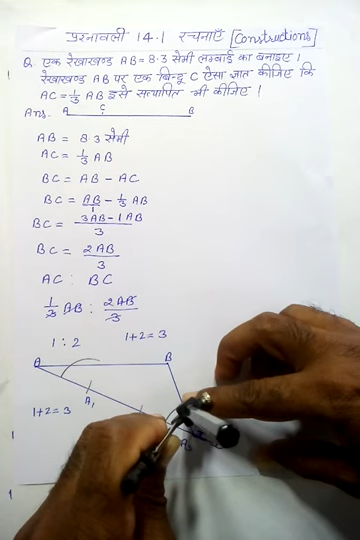 प्रश्नावली 14.1 रचनाएँ [Constructions]
Q. एक रेखाखण्ड AB = 8.3 सेमी लम्बाई का बनाइए।
रेखाखण्ड AB पर एक बिन्दू C ऐसा ज्ञात कीजिए कि
AC = 1/3 AB इसे सत्यापित भी कीजिए।
Ans. A C B
AB = 8.3 सेमी
AC = 1/3 AB
BC = AB - AC
BC = AB/1 - 1/3 AB
BC = 3AB-1AB/3
BC = 2AB/3
AC : BC
1/3 AB : 2AB/3
1 : 2 1+2=3
A B
A₁
1+2=3